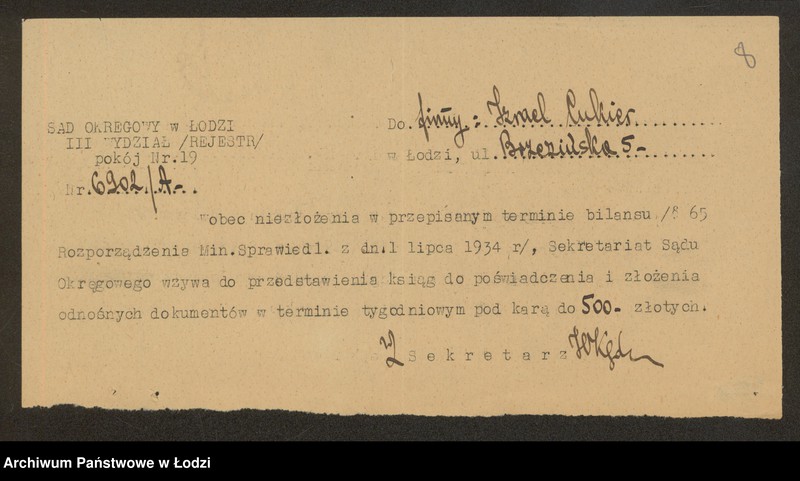 8
SĄD OKRĘGOWY w ŁODZI
III WYDZIAŁ /REJESTR/
pokój Nr.19
Nr. 6902/A-.
Do firmy: Izrael Cukier
w Łodzi, ul. Brzezińska 5-
Wobec niezłożenia w przepisanym terminie bilansu /§ 65
Rozporządzenia Min.Sprawiedl. z dn.1 lipca 1934 r/, Sekretariat Sądu
Okręgowego wzywa do przedstawienia ksiąg do poświadczenia i złożenia
odnośnych dokumentów w terminie tygodniowym pod karą do 500- złotych.
Sekretarz
Archiwum Państwowe w Łodzi